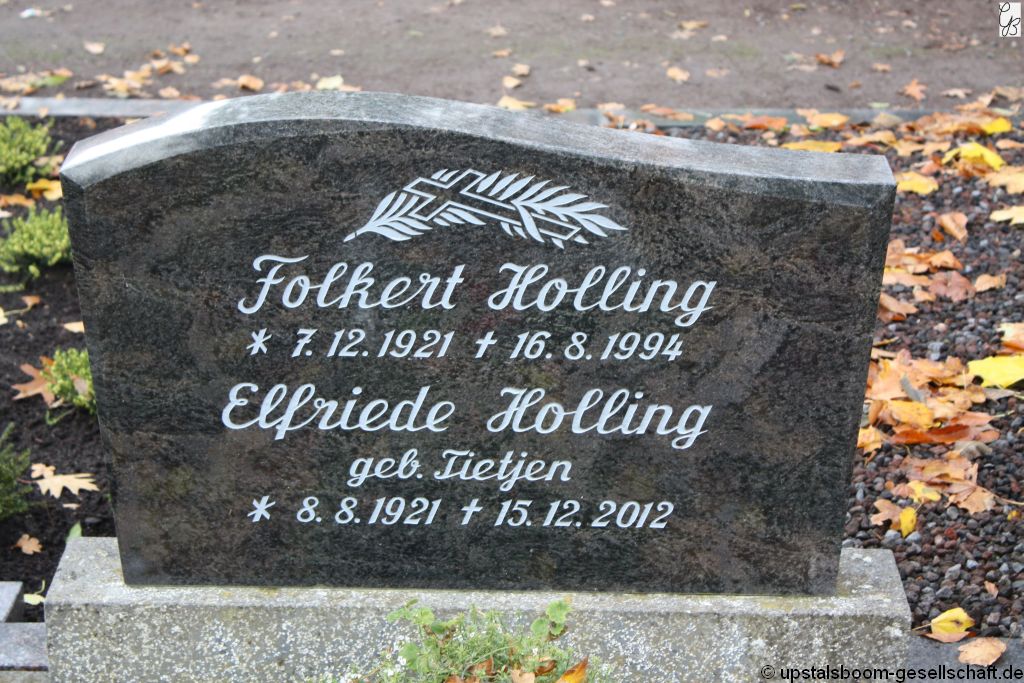 Folkert Holling
* 7.12.1921 † 16.8.1994
Elfriede Holling
geb. Tietjen
* 8.8.1921 † 15.12.2012
© upstalsboom-gesellschaft.de